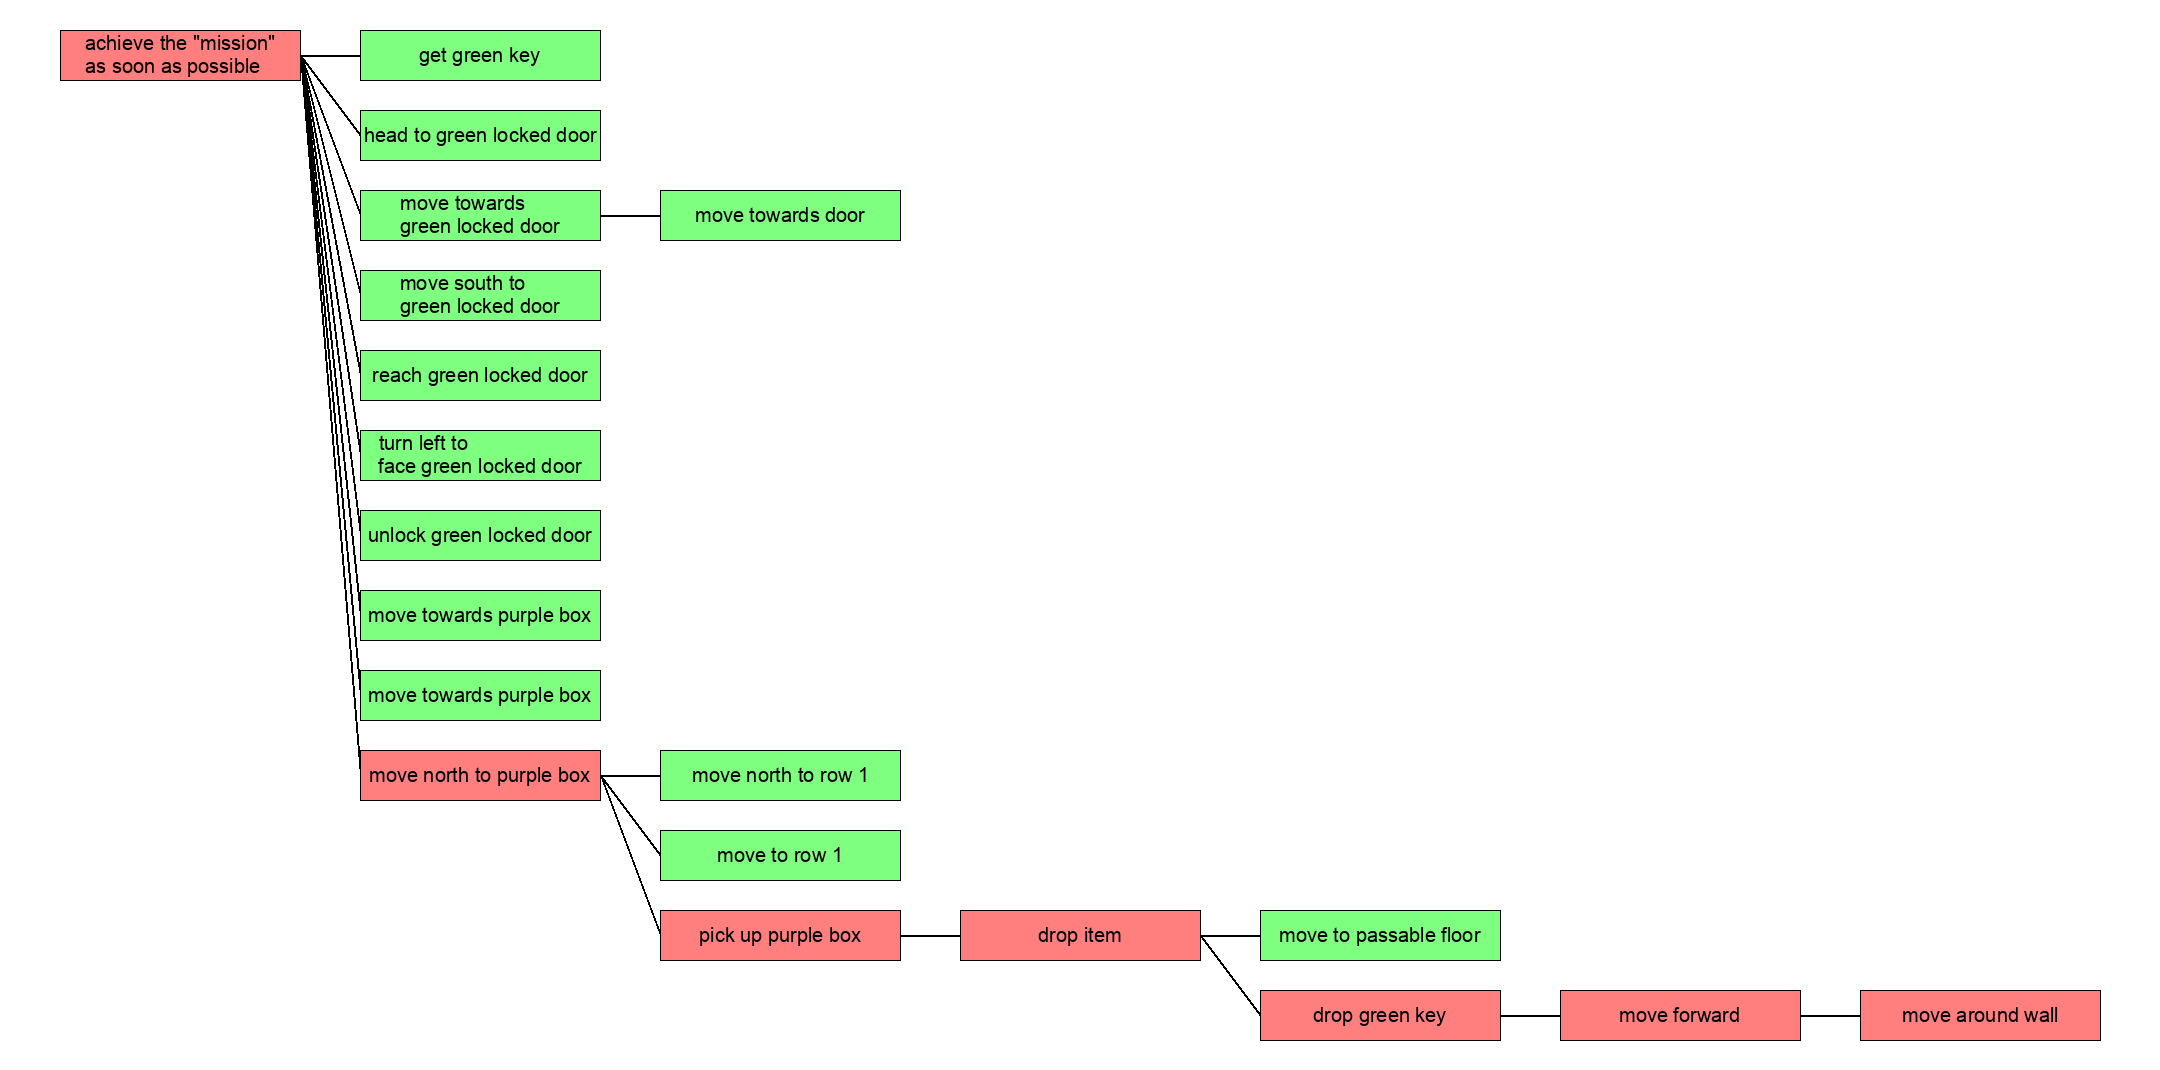 achieve the "mission"
as soon as possible
get green key
head to green locked door
move towards
green locked door
move towards door
move south to
green locked door
reach green locked door
turn left to
face green locked door
unlock green locked door
move towards purple box
move towards purple box
move north to purple box
move north to row 1
move to row 1
pick up purple box
drop item
move to passable floor
drop green key
move forward
move around wall